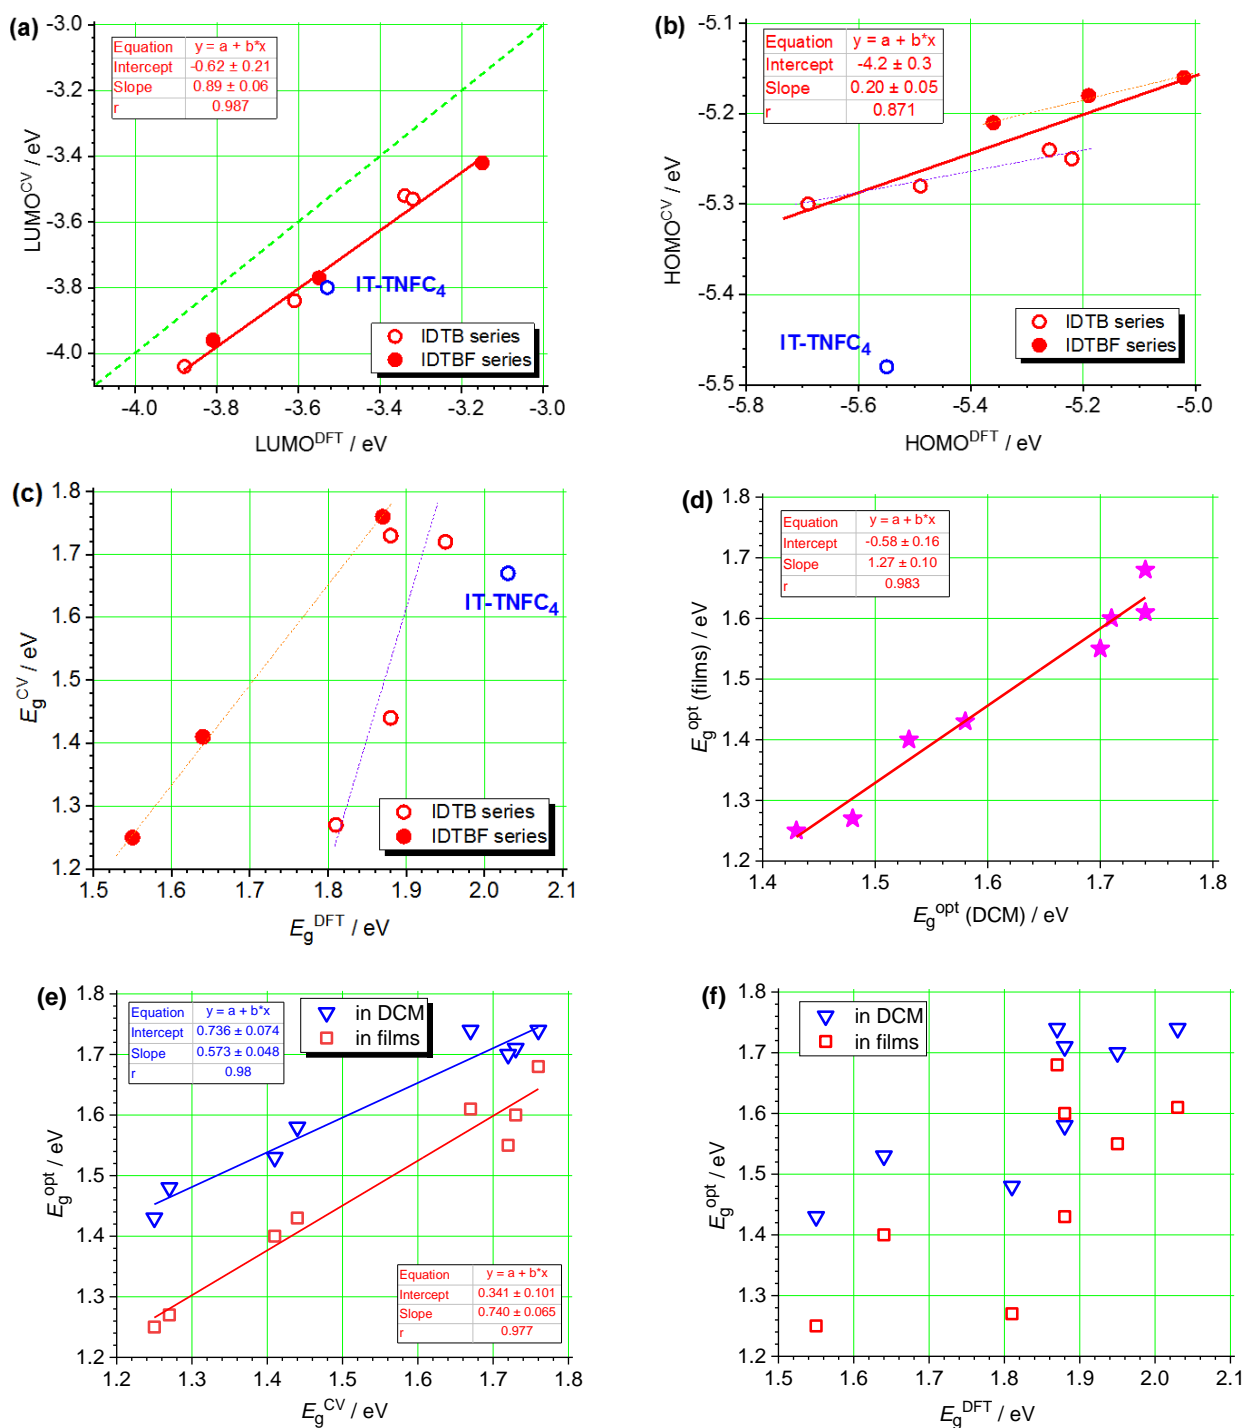 (a)
Equation y = a + b*x
Intercept -0.62 ± 0.21
Slope 0.89 ± 0.06
r 0.987
-3.0
-3.2
-3.4
-3.6
-3.8
-4.0
LUMO^CV / eV
IT-TNFC₄
IDTB series
IDTBF series
-4.0 -3.8 -3.6 -3.4 -3.2 -3.0
LUMO^DFT / eV
(b)
Equation y = a + b*x
Intercept -4.2 ± 0.3
Slope 0.20 ± 0.05
r 0.871
-5.1
-5.2
-5.3
-5.4
-5.5
HOMO^CV / eV
IT-TNFC₄
IDTB series
IDTBF series
-5.8 -5.6 -5.4 -5.2 -5.0
HOMO^DFT / eV
(c)
1.8
1.7
1.6
1.5
1.4
1.3
1.2
E_g^CV / eV
IT-TNFC₄
IDTB series
IDTBF series
1.5 1.6 1.7 1.8 1.9 2.0 2.1
E_g^DFT / eV
(d)
Equation y = a + b*x
Intercept -0.58 ± 0.16
Slope 1.27 ± 0.10
r 0.983
1.8
1.7
1.6
1.5
1.4
1.3
1.2
E_g^opt (films) / eV
1.4 1.5 1.6 1.7 1.8
E_g^opt (DCM) / eV
(e)
Equation y = a + b*x
Intercept 0.736 ± 0.074
Slope 0.573 ± 0.048
r 0.98
in DCM
in films
1.8
1.7
1.6
1.5
1.4
1.3
1.2
E_g^opt / eV
Equation y = a + b*x
Intercept 0.341 ± 0.101
Slope 0.740 ± 0.065
r 0.977
1.2 1.3 1.4 1.5 1.6 1.7 1.8
E_g^CV / eV
(f)
in DCM
in films
1.8
1.7
1.6
1.5
1.4
1.3
1.2
E_g^opt / eV
1.5 1.6 1.7 1.8 1.9 2.0 2.1
E_g^DFT / eV